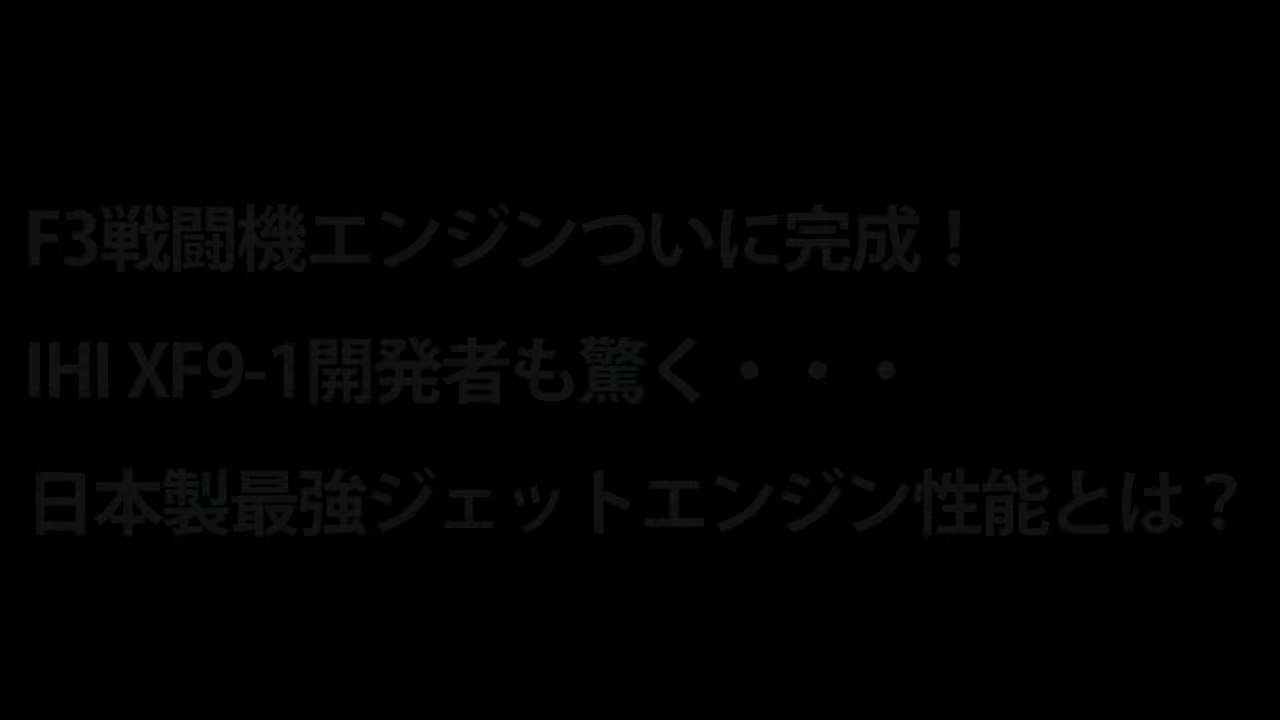 F3戦闘機エンジンついに完成！
IHI XF9-1開発者も驚く・・・
日本製最強ジェットエンジン性能とは？